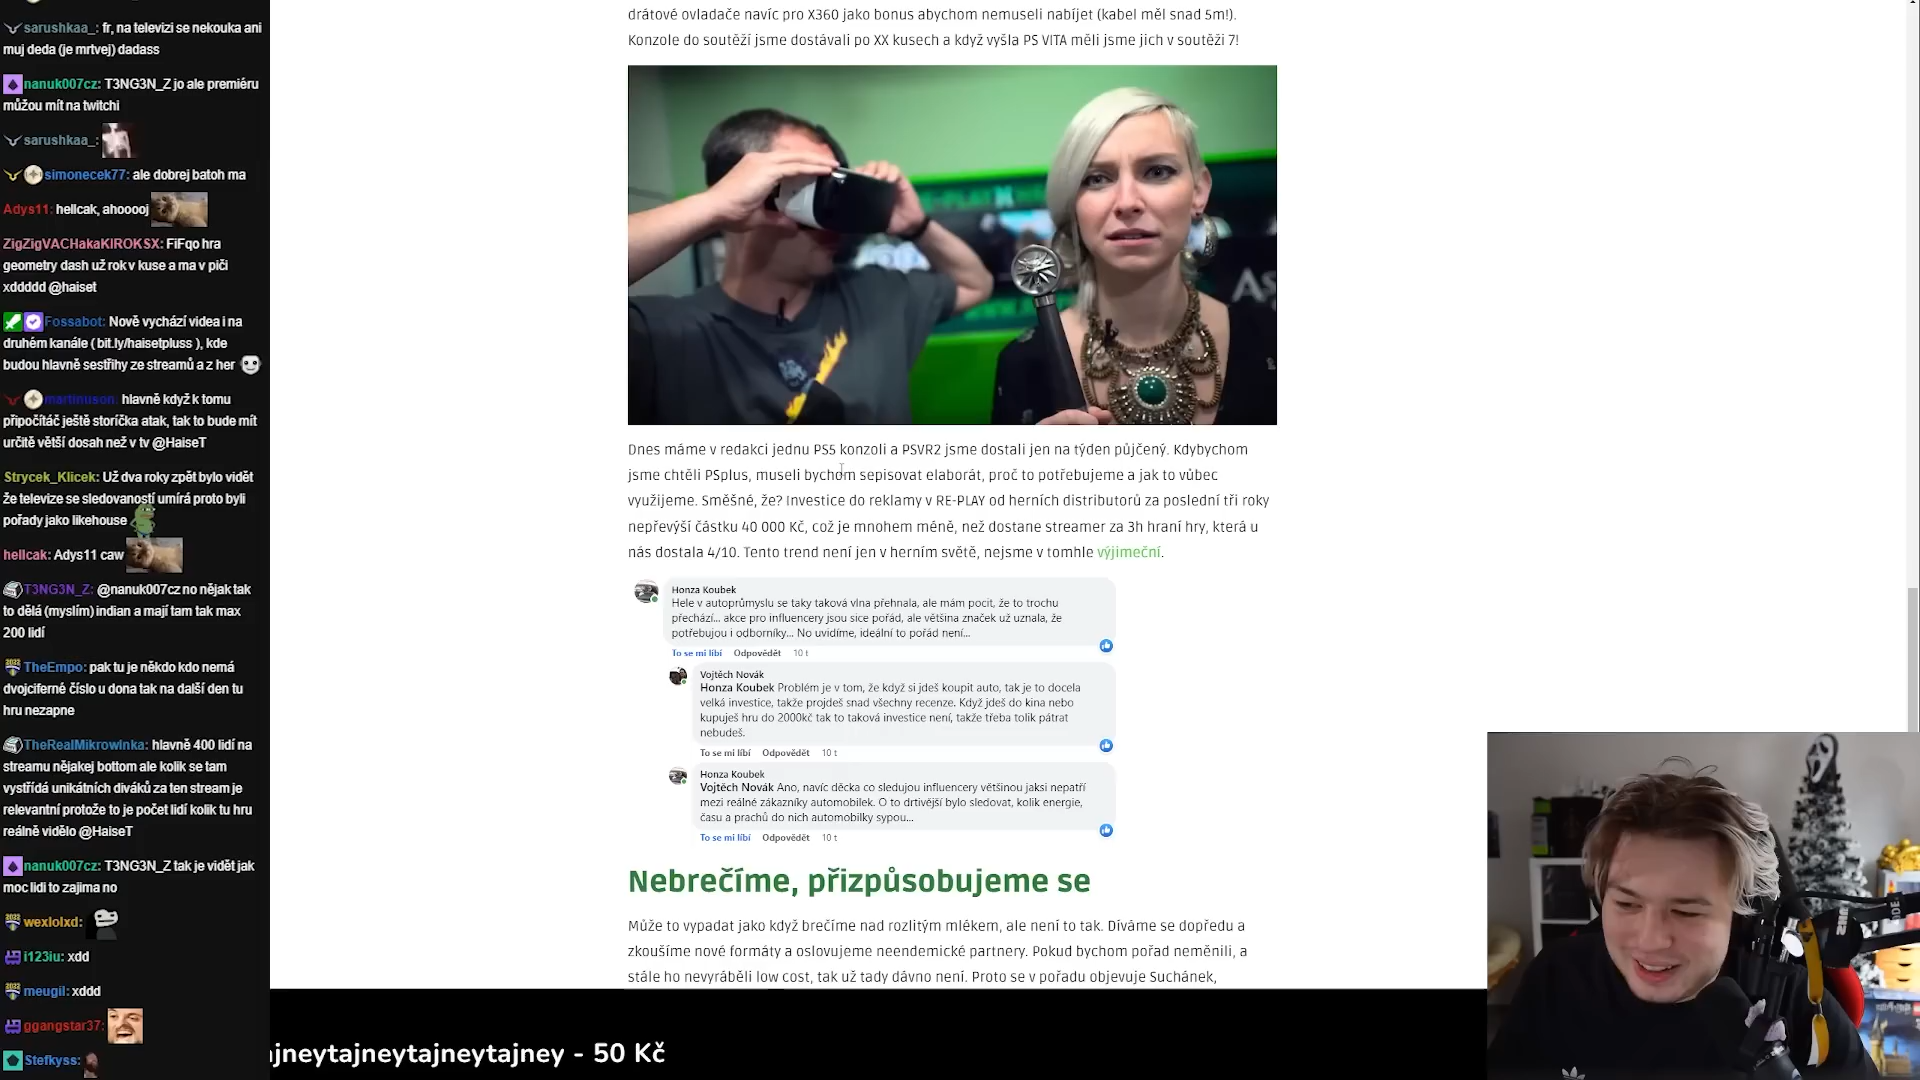 sarushkaa_: fr, na televizi se nekouka ani
muj deda (je mrtvej) dadass
nanuk007cz: T3NG3N_Z jo ale premiéru
můžou mít na twitchi
sarushkaa_:
simonecek77: ale dobrej batoh ma
Adys11: hellcak, ahooooj
ZigZigVACHakaKIROKSX: FiFqo hra
geometry dash už rok v kuse a ma v piči
xddddd @haiset
Fossabot: Nově vychází videa i na
druhém kanále ( bit.ly/haisetpluss ), kde
budou hlavně sestřihy ze streamů a z her
martinuson: hlavně když k tomu
připočítáč ještě storíčka atak, tak to bude mít
určitě větší dosah než v tv @HaiseT
Strycek_Klicek: Už dva roky zpět bylo vidět
že televize se sledovaností umírá proto byli
pořady jako likehouse
hellcak: Adys11 caw
T3NG3N_Z: @nanuk007cz no nějak tak
to dělá (myslím) indian a mají tam tak max
200 lidí
TheEmpo: pak tu je někdo kdo nemá
dvojciferné číslo u dona tak na další den tu
hru nezapne
TheRealMikrowlnka: hlavně 400 lidí na
streamu nějakej bottom ale kolik se tam
vystřídá unikátních diváků za ten stream je
relevantní protože to je počet lidí kolik tu hru
reálně vidělo @HaiseT
nanuk007cz: T3NG3N_Z tak je vidět jak
moc lidi to zajima no
wexlolxd:
i123iu: xdd
meugil: xddd
ggangstar37:
Stefkyss:
drátové ovladače navíc pro X360 jako bonus abychom nemuseli nabíjet (kabel měl snad 5m!).
Konzole do soutěží jsme dostávali po XX kusech a když vyšla PS VITA měli jsme jich v soutěži 7!
Dnes máme v redakci jednu PS5 konzoli a PSVR2 jsme dostali jen na týden půjčený. Kdybychom
jsme chtěli PSplus, museli bychom sepisovat elaborát, proč to potřebujeme a jak to vůbec
využijeme. Směšné, že? Investice do reklamy v RE-PLAY od herních distributorů za poslední tři roky
nepřevýší částku 40 000 Kč, což je mnohem méně, než dostane streamer za 3h hraní hry, která u
nás dostala 4/10. Tento trend není jen v herním světě, nejsme v tomhle výjimeční.
Honza Koubek
Hele v autoprůmyslu se taky taková vlna přehnala, ale mám pocit, že to trochu
přechází... akce pro influencery jsou sice pořád, ale většina značek už uznala, že
potřebujou i odborníky... No uvidíme, ideální to pořád není...
To se mi líbí Odpovědět 10 t
Vojtěch Novák
Honza Koubek Problém je v tom, že když si jdeš koupit auto, tak je to docela
velká investice, takže projdeš snad všechny recenze. Když jdeš do kina nebo
kupuješ hru do 2000kč tak to taková investice není, takže třeba tolik pátrat
nebudeš.
To se mi líbí Odpovědět 10 t
Honza Koubek
Vojtěch Novák Ano, navíc děcka co sledujou influencery většinou jaksi nepatří
mezi reálné zákazníky automobilek. O to drtivější bylo sledovat, kolik energie,
času a prachů do nich automobilky sypou...
To se mi líbí Odpovědět 10 t
Nebrečíme, přizpůsobujeme se
Může to vypadat jako když brečíme nad rozlitým mlékem, ale není to tak. Díváme se dopředu a
zkoušíme nové formáty a oslovujeme neendemické partnery. Pokud bychom pořad neměnili, a
stále ho nevyráběli low cost, tak už tady dávno není. Proto se v pořadu objevuje Suchánek,
ajneytajneytajneytajney - 50 Kč